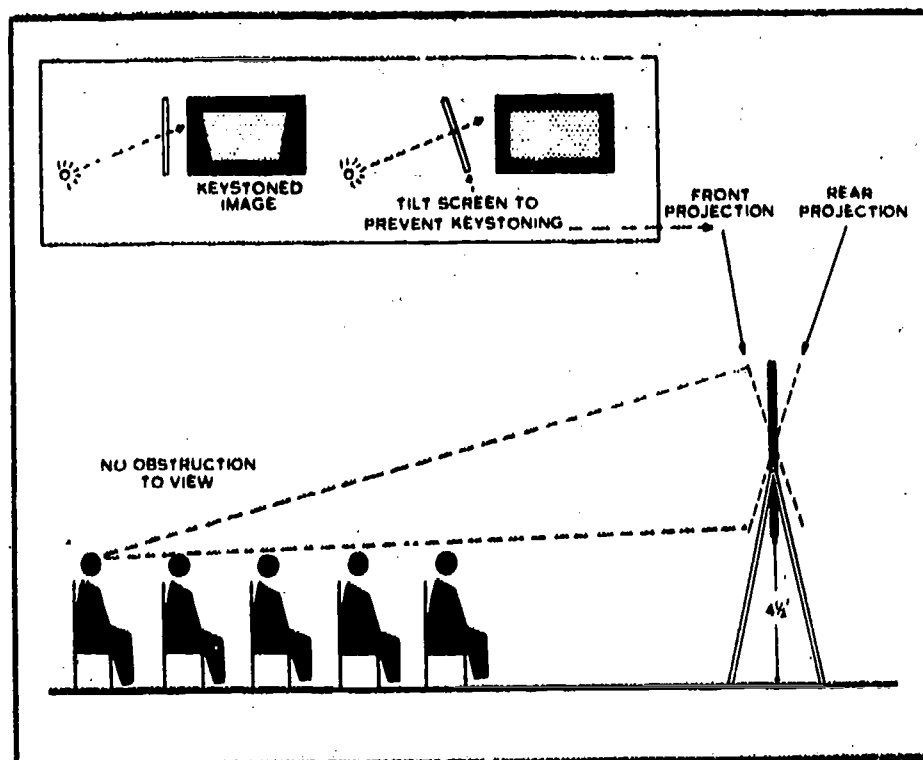 KEYSTONED
IMAGE
TILT SCREEN TO
PREVENT KEYSTONING
FRONT
PROJECTION
REAR
PROJECTION
NO OBSTRUCTION
TO VIEW
4½'